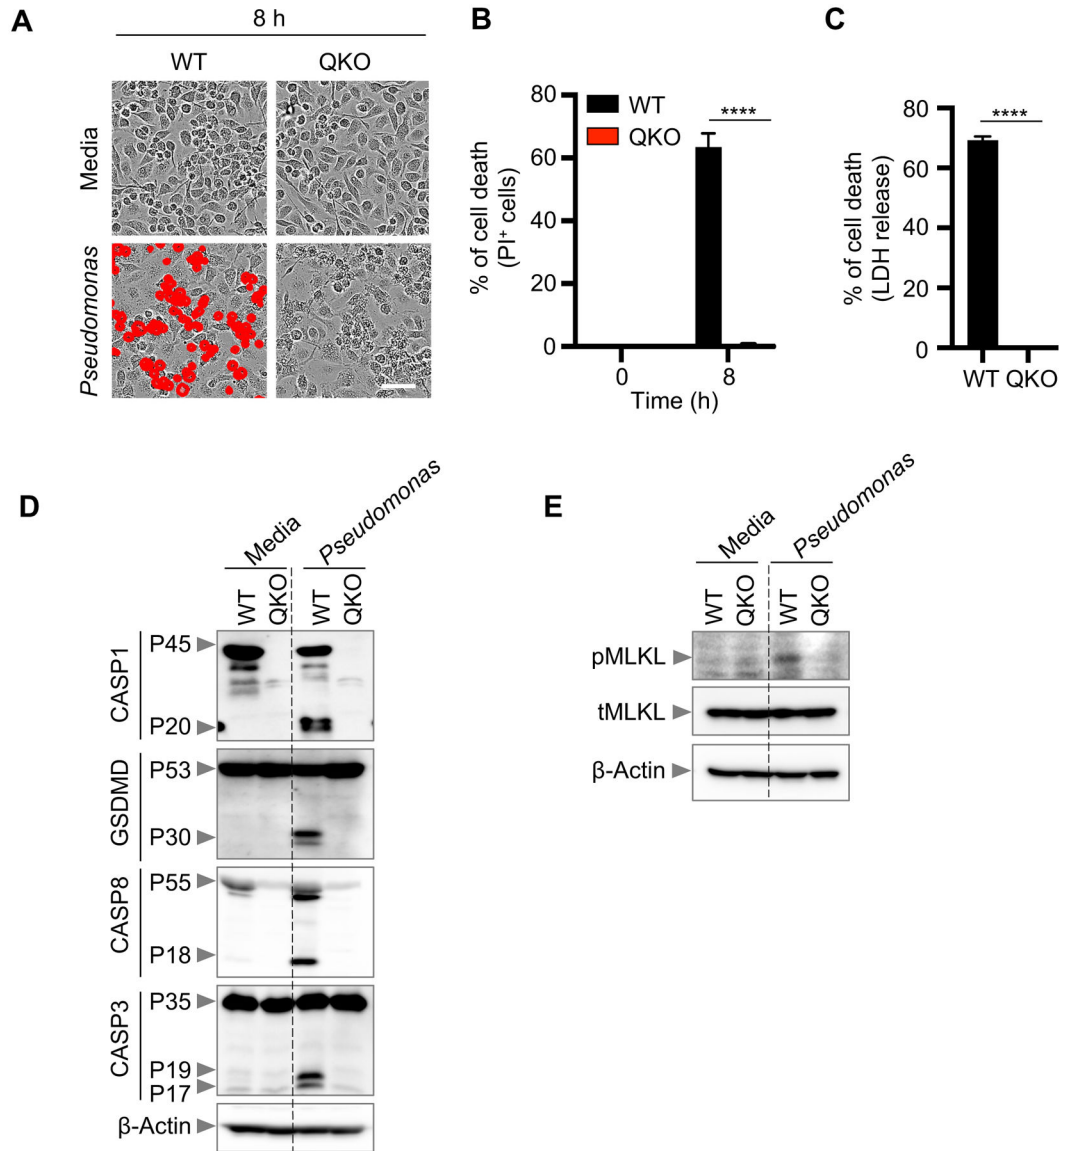 A
8 h
WT QKO
Media
Pseudomonas
B
% of cell death
(PI⁺ cells)
80
60
40
20
0
WT
QKO
****
0 8
Time (h)
C
% of cell death
(LDH release)
80
60
40
20
0
****
WT QKO
D
Media Pseudomonas
WT QKO WT QKO
CASP1
P45
P20
GSDMD
P53
P30
CASP8
P55
P18
CASP3
P35
P19
P17
β-Actin
E
Media Pseudomonas
WT QKO WT QKO
pMLKL
tMLKL
β-Actin